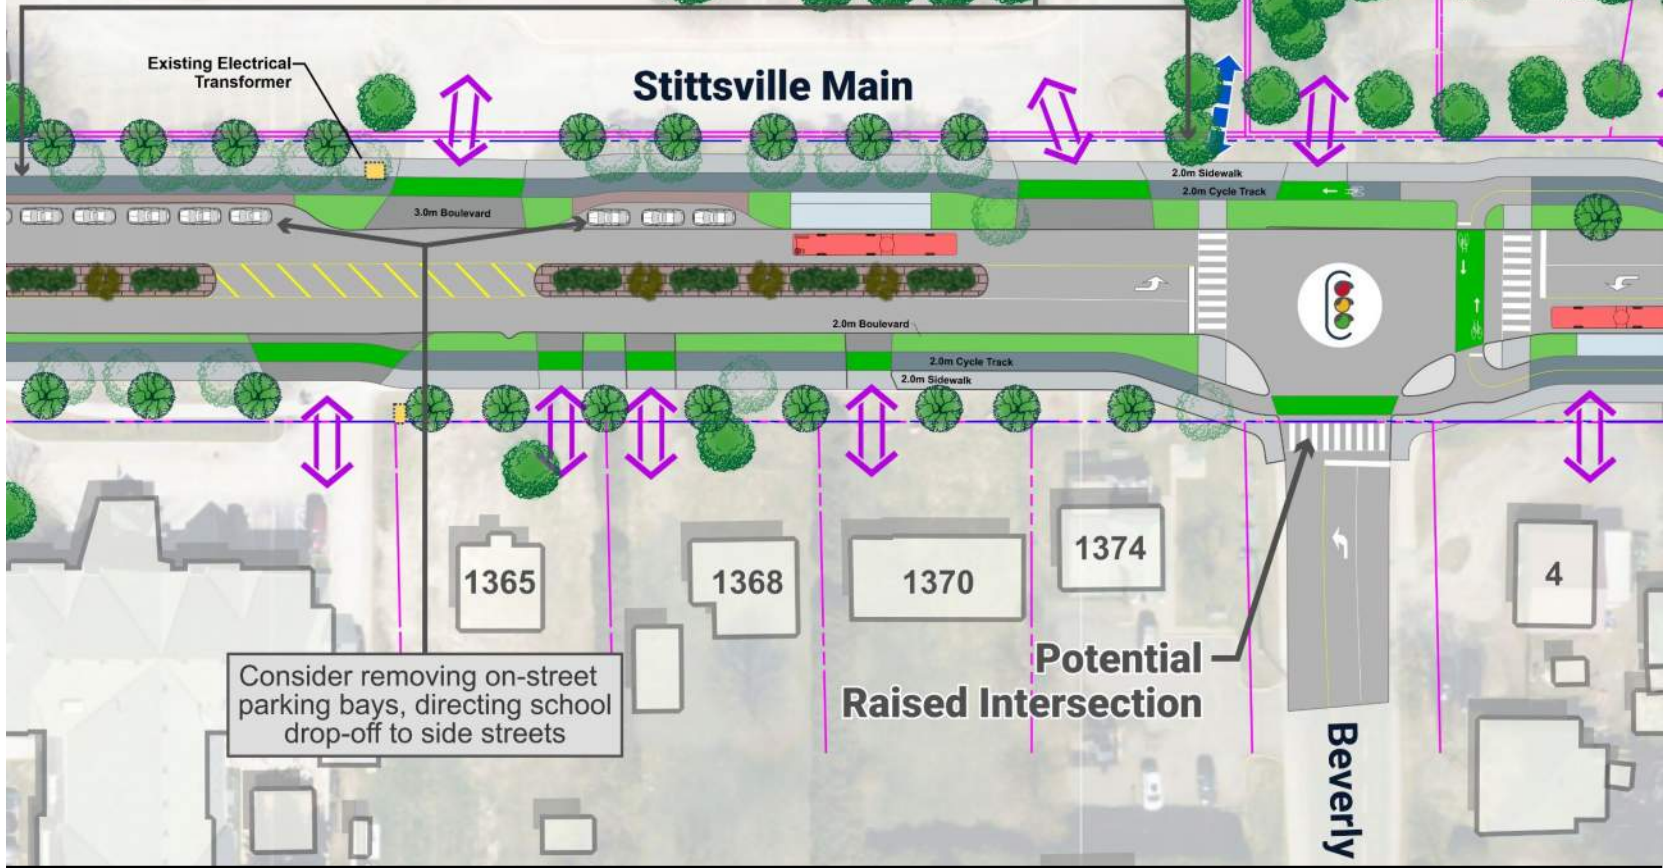 Existing Electrical
Transformer
Stittsville Main
2.0m Sidewalk
2.0m Cycle Track
3.0m Boulevard
2.0m Boulevard
2.0m Cycle Track
2.0m Sidewalk
1365
1368
1370
1374
4
Consider removing on-street
parking bays, directing school
drop-off to side streets
Potential
Raised Intersection
Beverly